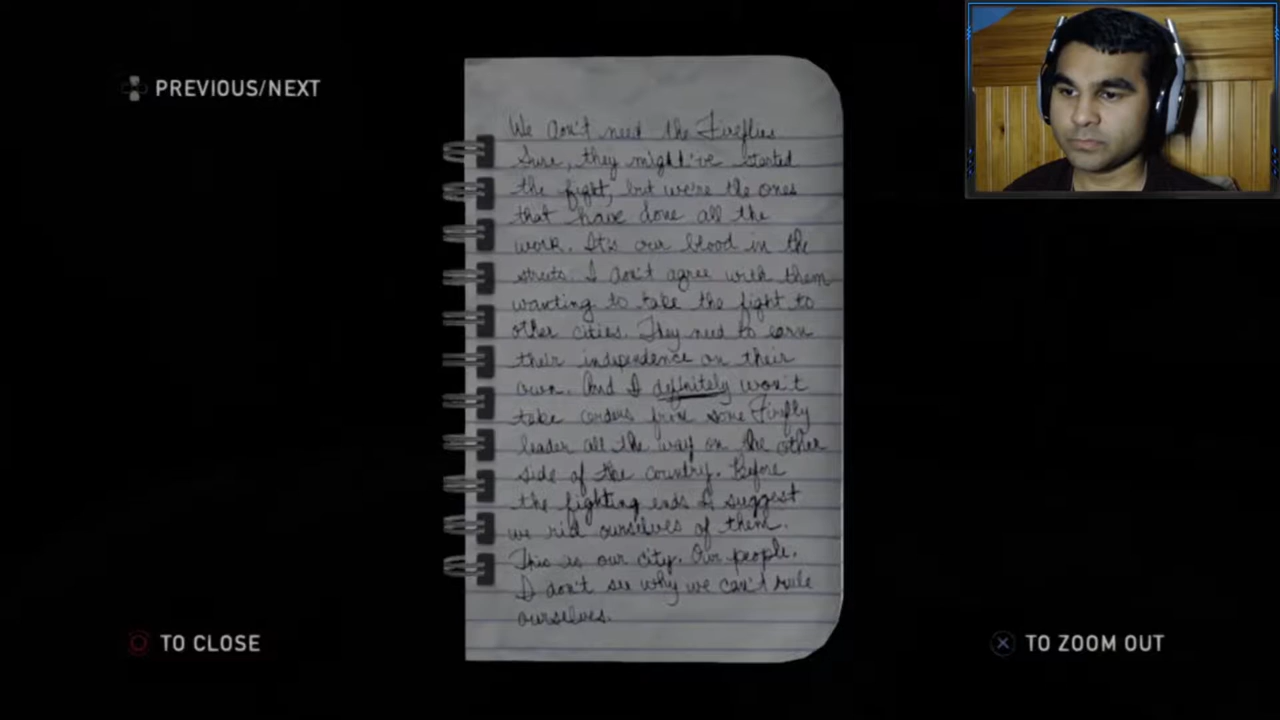 PREVIOUS/NEXT
We don't need the Fireflies
Sure, they might've started
the fight, but we're the ones
that have done all the
work. It's our blood in the
streets. I don't agree with them
wanting to take the fight to
other cities. They need to earn
their independence on their
own. And I definitely won't
take orders from some Firefly
leader all the way on the other
side of the country. Before
the fighting ends I suggest
we rid ourselves of them.
This is our city. Our people.
I don't see why we can't rule
ourselves.
TO CLOSE
TO ZOOM OUT